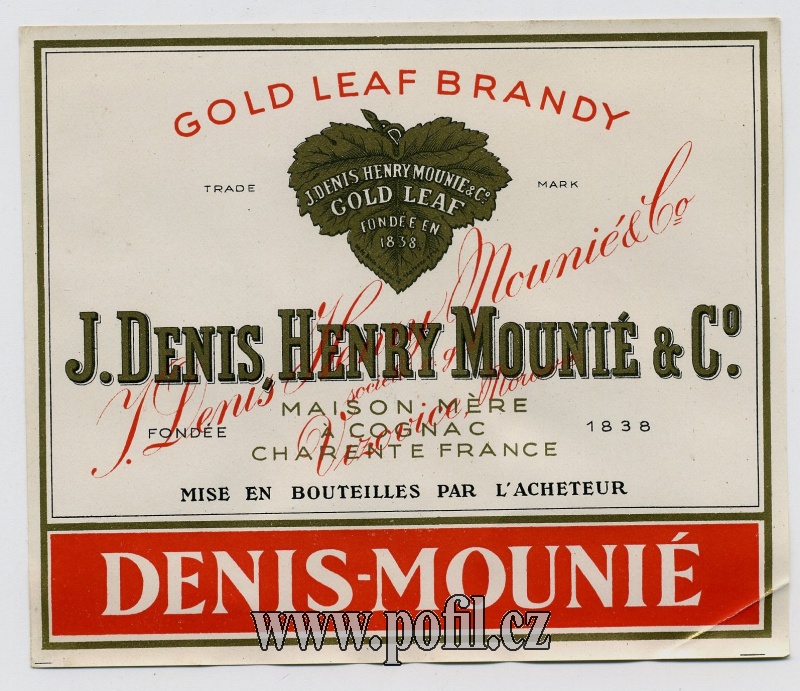 GOLD LEAF BRANDY
TRADE MARK
J. DENIS, HENRY MOUNIE & Cº
GOLD LEAF
FONDÉE EN
1838
J. Denis, Henry Mounié & Cº
J. DENIS, HENRY MOUNIÉ & Cº.
Vizovice,
MAISON MÈRE
FONDÉE À COGNAC 1838
CHARENTE FRANCE
MISE EN BOUTEILLES PAR L'ACHETEUR
DENIS-MOUNIÉ
www.pofil.cz